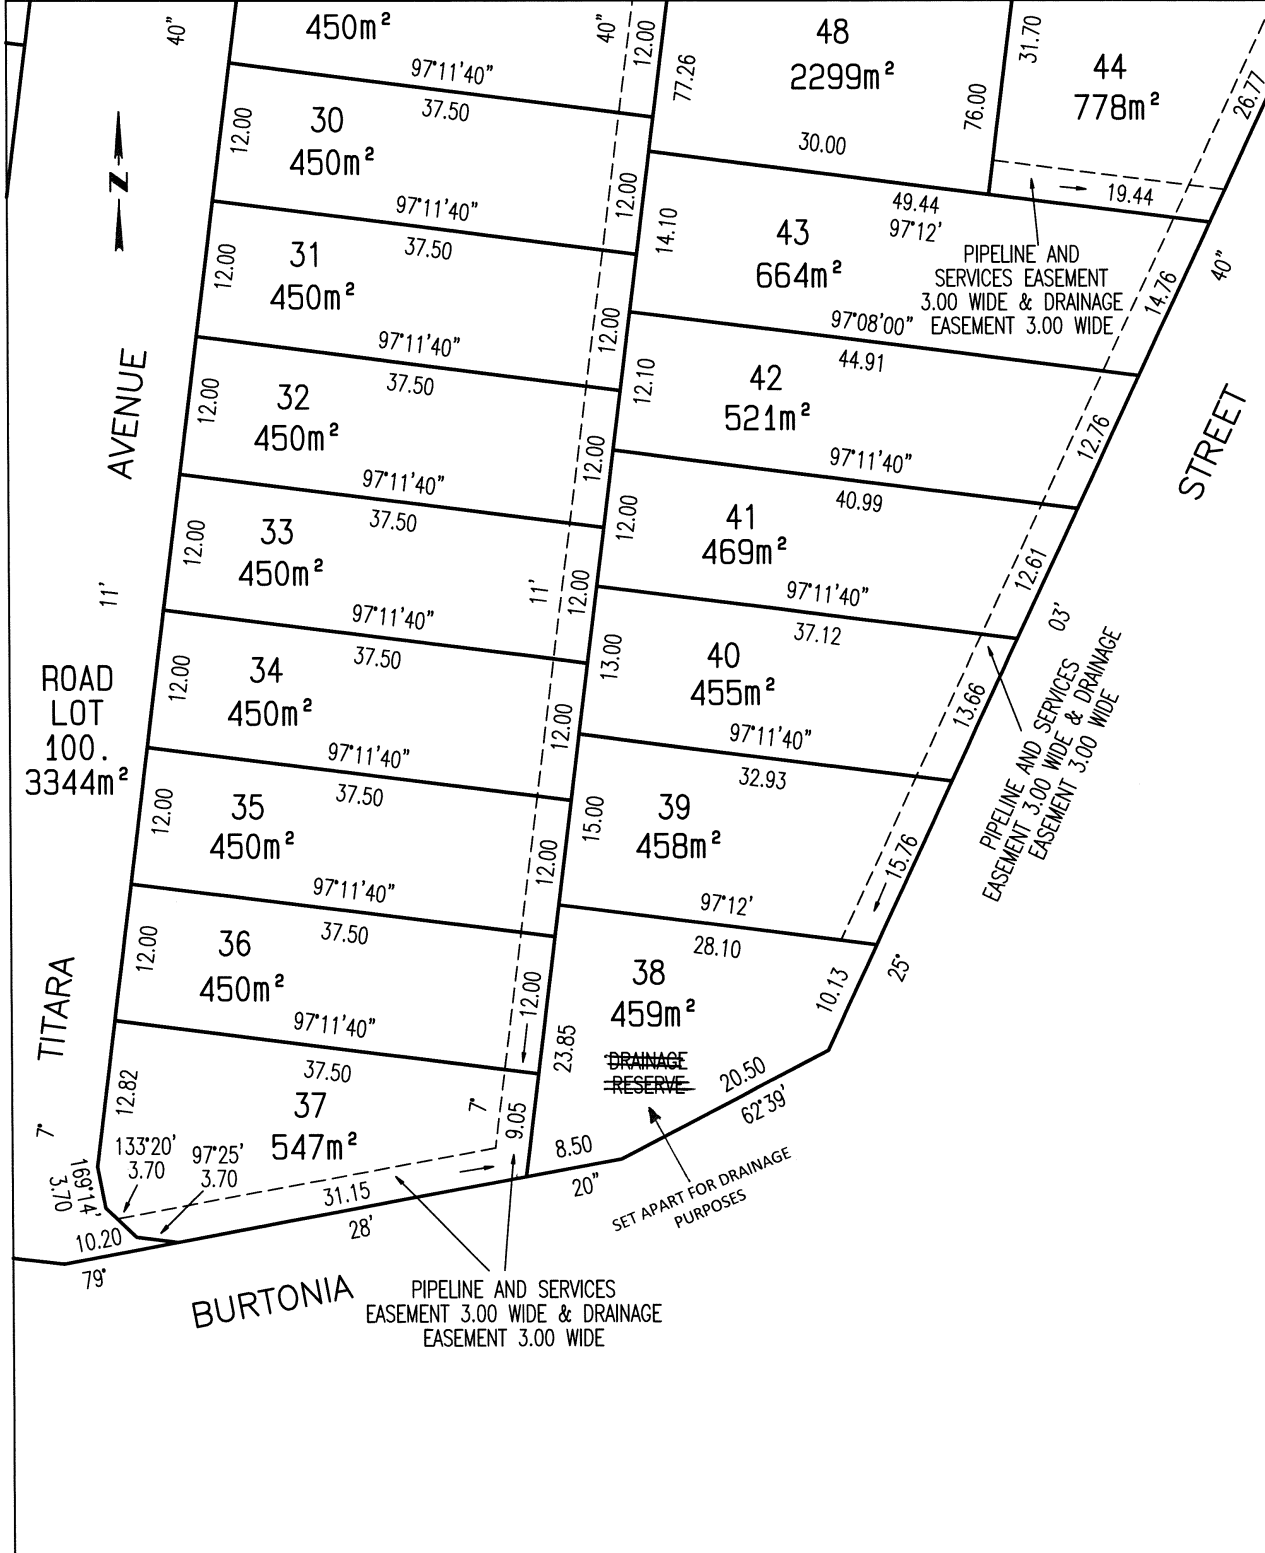 40"
450m²
40"
12.00
77.26
48
2299m²
31.70
44
778m²
26.77
97°11'40"
37.50
76.00
30.00
12.00
30
450m²
12.00
97°11'40"
37.50
14.10
49.44
97°12'
19.44
N
43
664m²
PIPELINE AND
SERVICES EASEMENT
3.00 WIDE & DRAINAGE
EASEMENT 3.00 WIDE
40"
14.76
12.00
31
450m²
12.00
97°11'40"
37.50
97°08'00"
44.91
AVENUE
12.00
32
450m²
12.00
12.10
42
521m²
12.76
STREET
97°11'40"
37.50
97°11'40"
40.99
12.00
33
450m²
11'
12.00
12.00
41
469m²
12.61
11'
97°11'40"
37.50
97°11'40"
37.12
03'
ROAD
LOT
100.
3344m²
12.00
34
450m²
12.00
13.00
40
455m²
13.66
PIPELINE AND SERVICES
EASEMENT 3.00 WIDE & DRAINAGE
EASEMENT 3.00 WIDE
97°11'40"
37.50
97°11'40"
32.93
12.00
35
450m²
12.00
15.00
39
458m²
15.76
97°11'40"
37.50
97°12'
28.10
TITARA
12.00
36
450m²
12.00
38
459m²
10.13
25°
97°11'40"
37.50
23.85
DRAINAGE
RESERVE
20.50
62°39'
7°
12.82
37
547m²
7°
9.05
8.50
20"
SET APART FOR DRAINAGE
PURPOSES
133°20'
3.70
97°25'
3.70
169°14'
3.70
31.15
28'
10.20
79°
BURTONIA
PIPELINE AND SERVICES
EASEMENT 3.00 WIDE & DRAINAGE
EASEMENT 3.00 WIDE